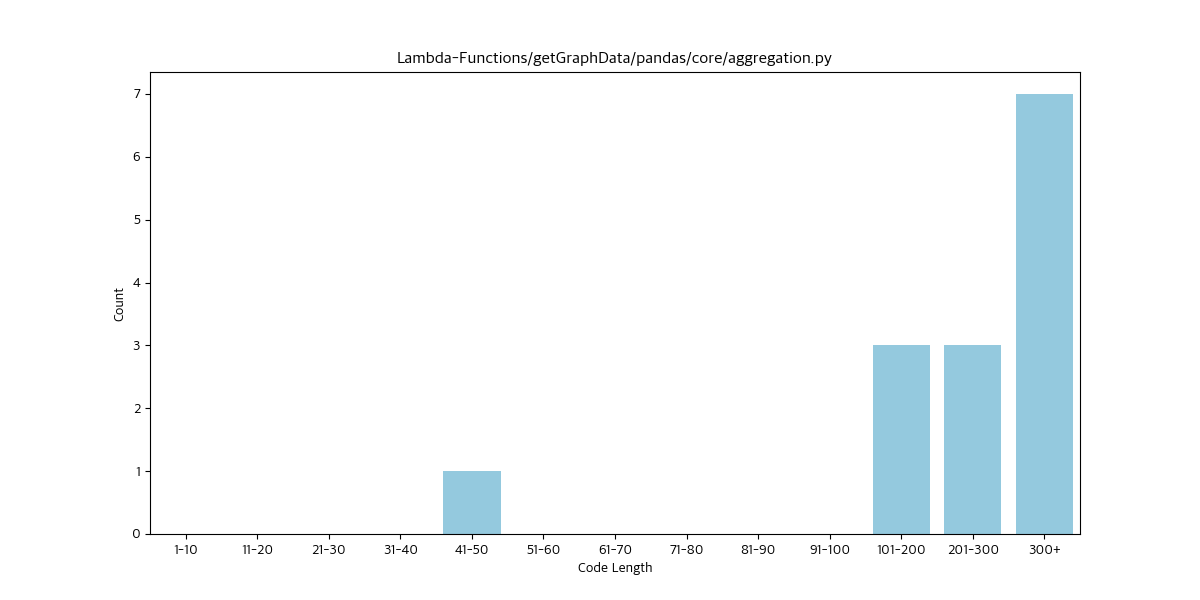 Lambda-Functions/getGraphData/pandas/core/aggregation.py
7
6
5
4
3
2
1
0
Count
1-10 11-20 21-30 31-40 41-50 51-60 61-70 71-80 81-90 91-100 101-200 201-300 300+
Code Length